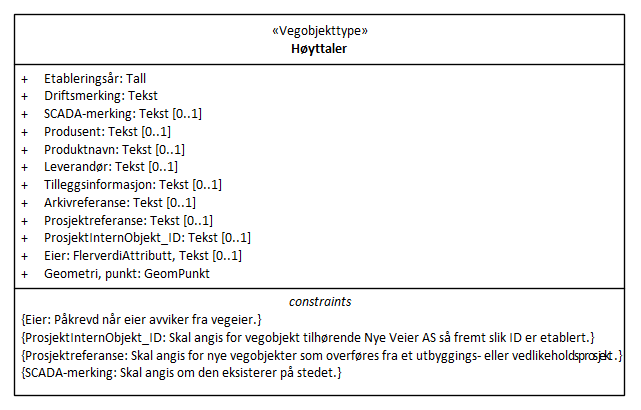 «Vegobjekttype»
Høyttaler
+ Etableringsår: Tall
+ Driftsmerking: Tekst
+ SCADA-merking: Tekst [0..1]
+ Produsent: Tekst [0..1]
+ Produktnavn: Tekst [0..1]
+ Leverandør: Tekst [0..1]
+ Tilleggsinformasjon: Tekst [0..1]
+ Arkivreferanse: Tekst [0..1]
+ Prosjektreferanse: Tekst [0..1]
+ ProsjektInternObjekt_ID: Tekst [0..1]
+ Eier: FlerverdiAttributt, Tekst [0..1]
+ Geometri, punkt: GeomPunkt
constraints
{Eier: Påkrevd når eier avviker fra vegeier.}
{ProsjektInternObjekt_ID: Skal angis for vegobjekt tilhørende Nye Veier AS så fremt slik ID er etablert.}
{Prosjektreferanse: Skal angis for nye vegobjekter som overføres fra et utbyggings- eller vedlikeholdsprosjekt.}
{SCADA-merking: Skal angis om den eksisterer på stedet.}